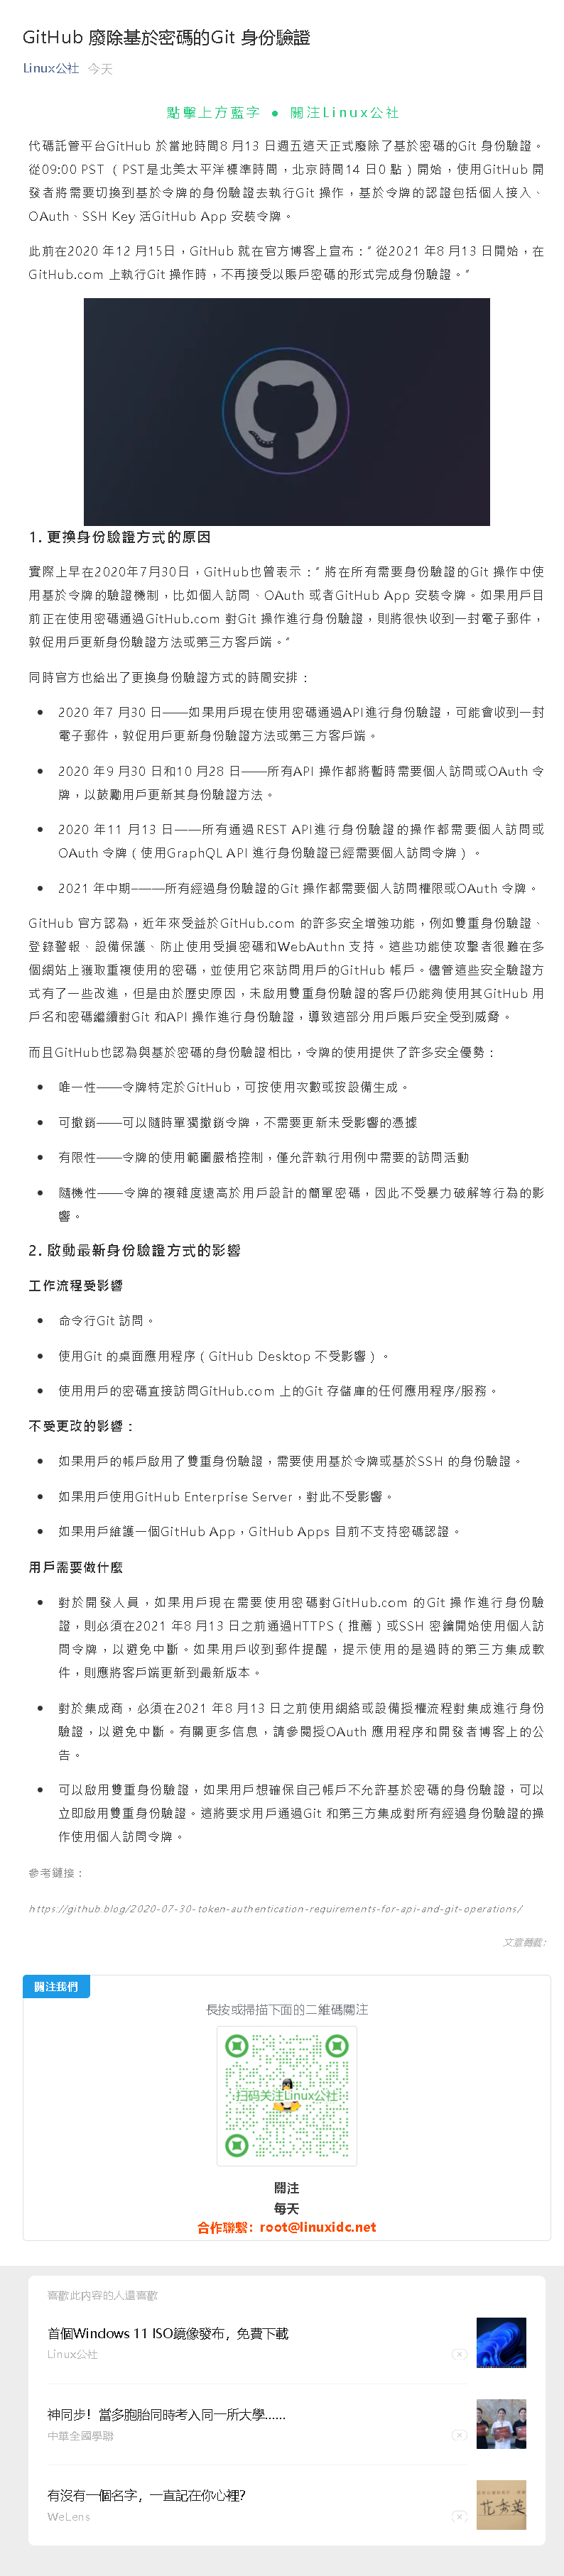 GitHub 廢除基於密碼的Git 身份驗證
Linux公社 今天
點擊上方藍字 ● 關注Linux公社
代碼託管平台GitHub 於當地時間8 月13 日週五這天正式廢除了基於密碼的Git 身份驗證。
從09:00 PST （ PST是北美太平洋標準時間，北京時間14 日0 點）開始，使用GitHub 開
發者將需要切換到基於令牌的身份驗證去執行Git 操作，基於令牌的認證包括個人接入、
OAuth、SSH Key 活GitHub App 安裝令牌。
此前在2020 年12 月15日，GitHub 就在官方博客上宣布：“ 從2021 年8 月13 日開始，在
GitHub.com 上執行Git 操作時，不再接受以賬戶密碼的形式完成身份驗證。”
1. 更換身份驗證方式的原因
實際上早在2020年7月30日，GitHub也曾表示：“ 將在所有需要身份驗證的Git 操作中使
用基於令牌的驗證機制，比如個人訪問、OAuth 或者GitHub App 安裝令牌。如果用戶目
前正在使用密碼通過GitHub.com 對Git 操作進行身份驗證，則將很快收到一封電子郵件，
敦促用戶更新身份驗證方法或第三方客戶端。”
同時官方也給出了更換身份驗證方式的時間安排：
● 2020 年7 月30 日——如果用戶現在使用密碼通過API進行身份驗證，可能會收到一封
電子郵件，敦促用戶更新身份驗證方法或第三方客戶端。
● 2020 年9 月30 日和10 月28 日——所有API 操作都將暫時需要個人訪問或OAuth 令
牌，以鼓勵用戶更新其身份驗證方法。
● 2020 年11 月13 日——所有通過REST API進行身份驗證的操作都需要個人訪問或
OAuth 令牌（ 使用GraphQL API 進行身份驗證已經需要個人訪問令牌 ）。
● 2021 年中期–——所有經過身份驗證的Git 操作都需要個人訪問權限或OAuth 令牌。
GitHub 官方認為，近年來受益於GitHub.com 的許多安全增強功能，例如雙重身份驗證、
登錄警報、設備保護、防止使用受損密碼和WebAuthn 支持。這些功能使攻擊者很難在多
個網站上獲取重複使用的密碼，並使用它來訪問用戶的GitHub 帳戶。儘管這些安全驗證方
式有了一些改進，但是由於歷史原因，未啟用雙重身份驗證的客戶仍能夠使用其GitHub 用
戶名和密碼繼續對Git 和API 操作進行身份驗證，導致這部分用戶賬戶安全受到威脅。
而且GitHub也認為與基於密碼的身份驗證相比，令牌的使用提供了許多安全優勢：
● 唯一性——令牌特定於GitHub，可按使用次數或按設備生成。
● 可撤銷——可以隨時單獨撤銷令牌，不需要更新未受影響的憑據
● 有限性——令牌的使用範圍嚴格控制，僅允許執行用例中需要的訪問活動
● 隨機性——令牌的複雜度遠高於用戶設計的簡單密碼，因此不受暴力破解等行為的影
響。
2. 啟動最新身份驗證方式的影響
工作流程受影響
● 命令行Git 訪問。
● 使用Git 的桌面應用程序（ GitHub Desktop 不受影響 ）。
● 使用用戶的密碼直接訪問GitHub.com 上的Git 存儲庫的任何應用程序/服務。
不受更改的影響：
● 如果用戶的帳戶啟用了雙重身份驗證，需要使用基於令牌或基於SSH 的身份驗證。
● 如果用戶使用GitHub Enterprise Server，對此不受影響。
● 如果用戶維護一個GitHub App，GitHub Apps 目前不支持密碼認證。
用戶需要做什麼
● 對於開發人員，如果用戶現在需要使用密碼對GitHub.com 的Git 操作進行身份驗
證，則必須在2021 年8 月13 日之前通過HTTPS（ 推薦 ）或SSH 密鑰開始使用個人訪
問令牌，以避免中斷。如果用戶收到郵件提醒，提示使用的是過時的第三方集成軟
件，則應將客戶端更新到最新版本。
● 對於集成商，必須在2021 年8 月13 日之前使用網絡或設備授權流程對集成進行身份
驗證，以避免中斷。有關更多信息，請參閱授OAuth 應用程序和開發者博客上的公
告。
● 可以啟用雙重身份驗證，如果用戶想確保自己帳戶不允許基於密碼的身份驗證，可以
立即啟用雙重身份驗證。這將要求用戶通過Git 和第三方集成對所有經過身份驗證的操
作使用個人訪問令牌。
參考鏈接：
https://github.blog/2020-07-30-token-authentication-requirements-for-api-and-git-operations/
文章轉載：
關注我們
長按或掃描下面的二維碼關注
扫码关注Linux公社
關注
每天
合作聯繫：root@linuxidc.net
喜歡此內容的人還喜歡
首個Windows 11 ISO鏡像發布，免費下載
Linux公社
神同步！當多胞胎同時考入同一所大學……
中華全國學聯
有沒有一個名字，一直記在你心裡?
WeLens
花秀英